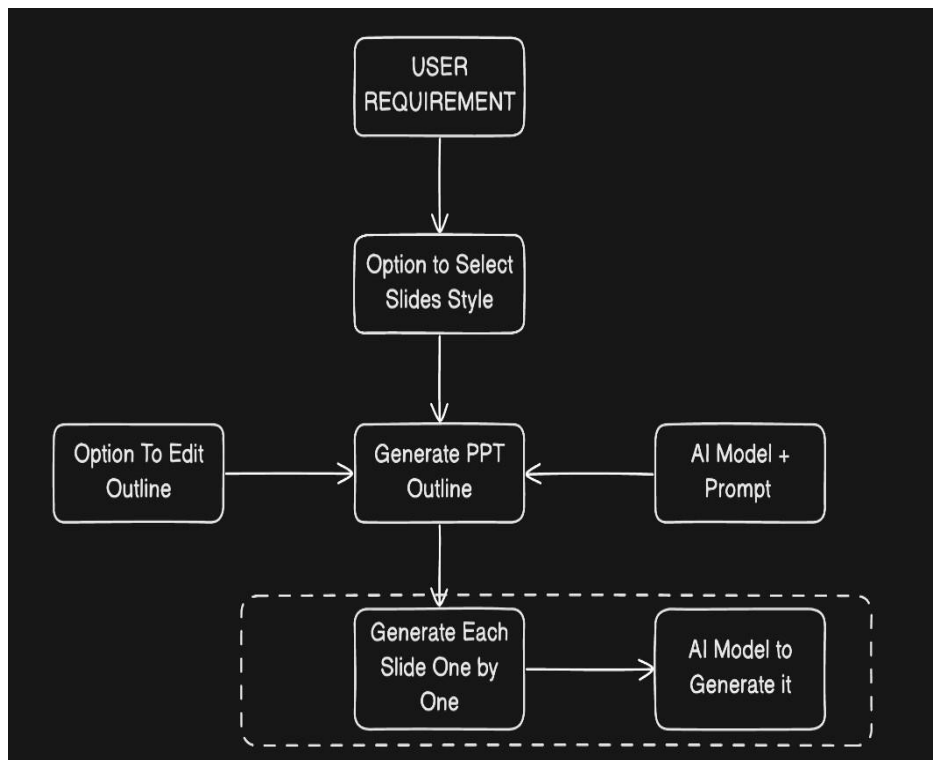 USER
REQUIREMENT
Option to Select
Slides Style
Option To Edit
Outline
Generate PPT
Outline
AI Model +
Prompt
Generate Each
Slide One by
One
AI Model to
Generate it